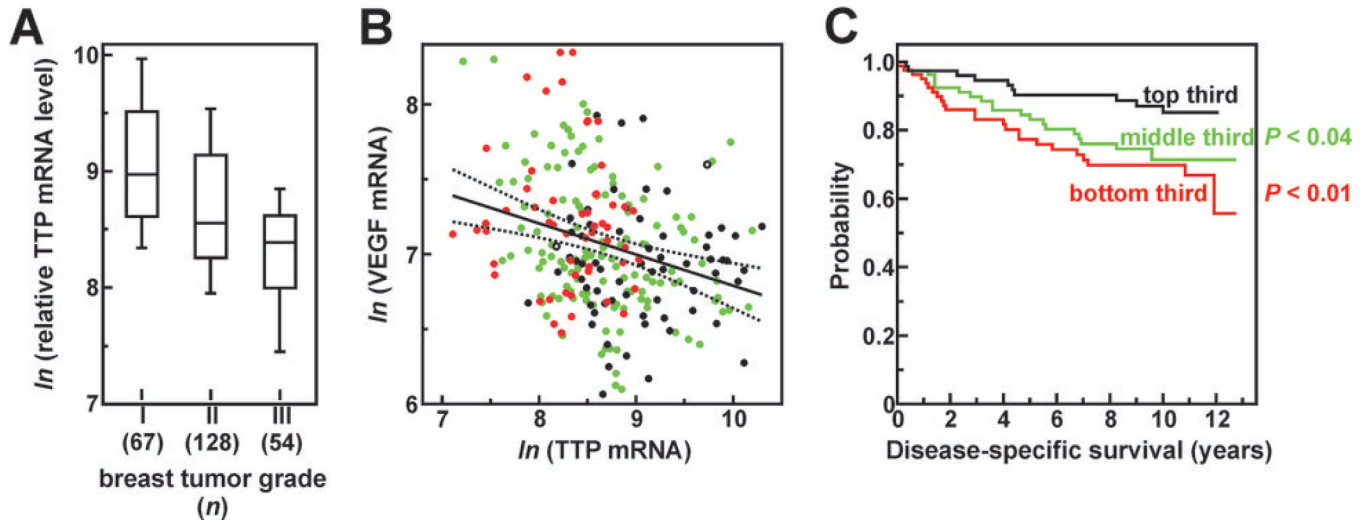 A
ln (relative TTP mRNA level)
10
9
8
7
I II III
(67) (128) (54)
breast tumor grade
(n)
B
ln (VEGF mRNA)
8
7
6
7 8 9 10
ln (TTP mRNA)
C
Probability
1.0
0.8
0.6
0.4
0.2
0
top third
middle third P < 0.04
bottom third P < 0.01
0 2 4 6 8 10 12
Disease-specific survival (years)